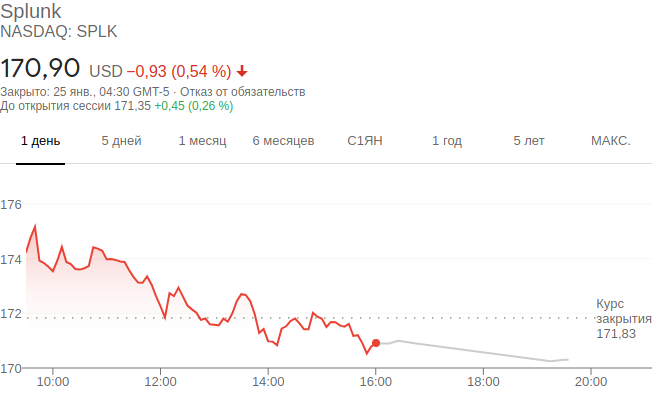 Splunk
NASDAQ: SPLK
170,90 USD −0,93 (0,54 %)
Закрыто: 25 янв., 04:30 GMT-5 · Отказ от обязательств
До открытия сессии 171,35 +0,45 (0,26 %)
1 день 5 дней 1 месяц 6 месяцев С1ЯН 1 год 5 лет МАКС.
176
174
172
170
Курс
закрытия
171,83
10:00 12:00 14:00 16:00 18:00 20:00